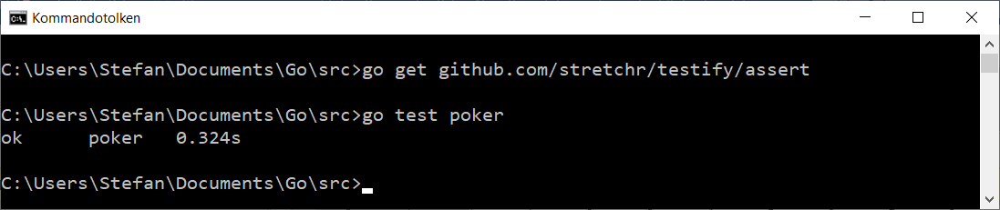 Kommandotolken
C:\Users\Stefan\Documents\Go\src>go get github.com/stretchr/testify/assert
C:\Users\Stefan\Documents\Go\src>go test poker
ok      poker   0.324s
C:\Users\Stefan\Documents\Go\src>